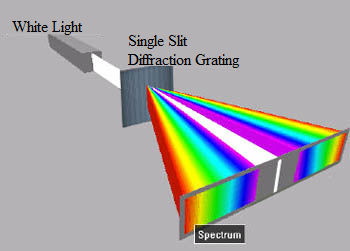 White Light
Single Slit
Diffraction Grating
Spectrum